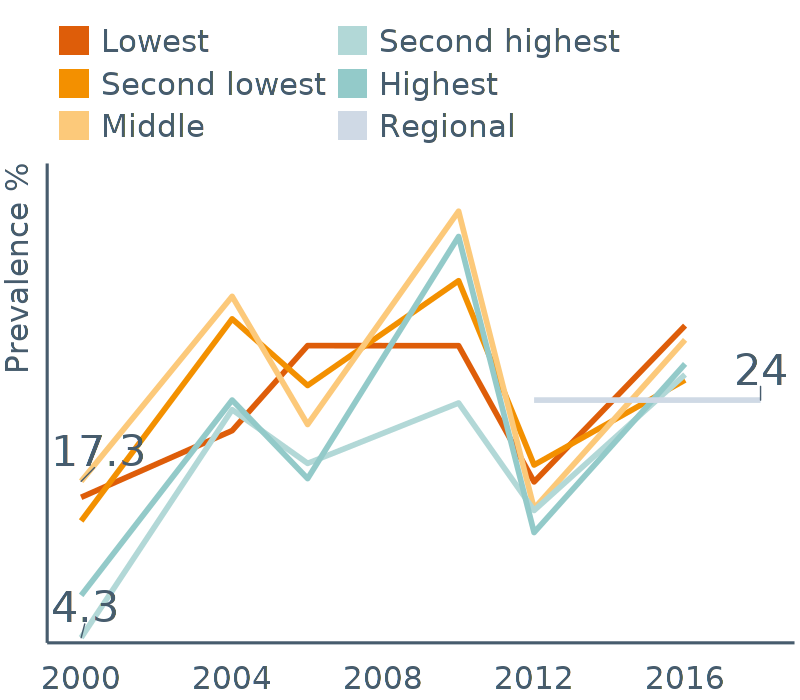 Lowest
Second lowest
Middle
Second highest
Highest
Regional
Prevalence %
17.3
4.3
24
2000 2004 2008 2012 2016